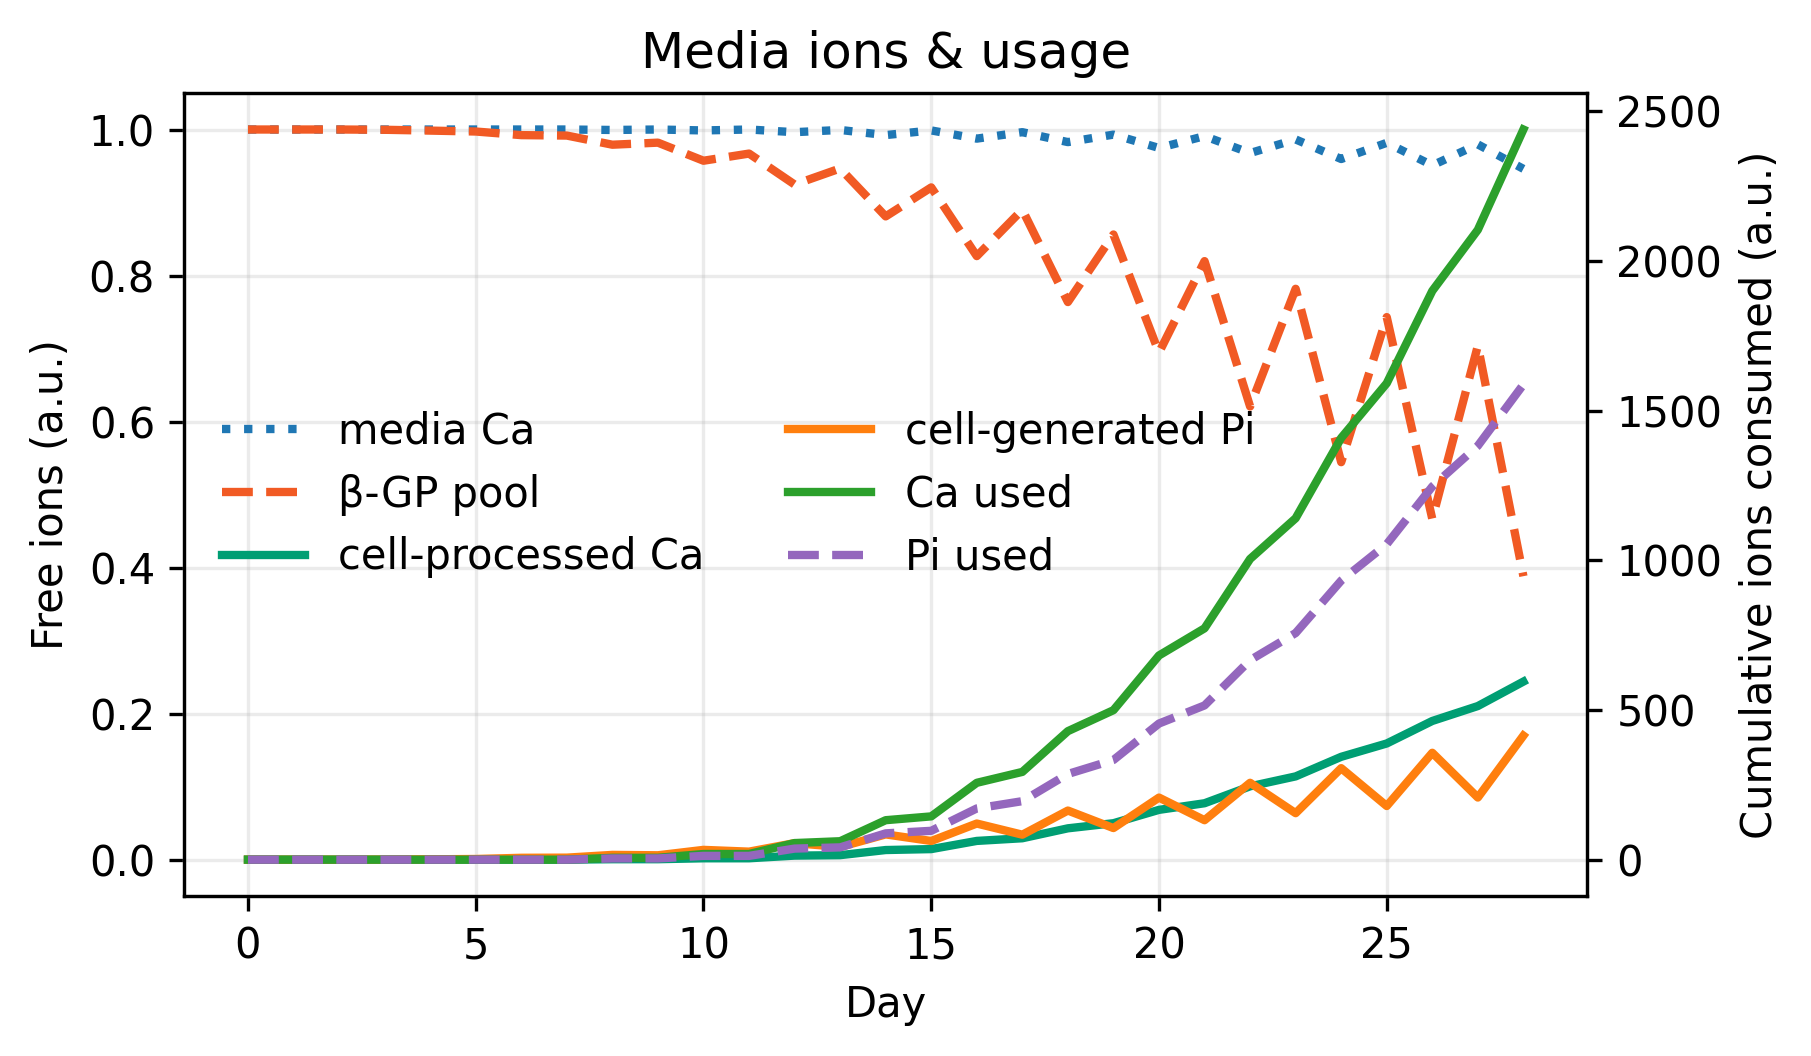 Media ions & usage
1.0
0.8
0.6
0.4
0.2
0.0
Free ions (a.u.)
media Ca
β-GP pool
cell-processed Ca
cell-generated Pi
Ca used
Pi used
2500
2000
1500
1000
500
0
Cumulative ions consumed (a.u.)
0 5 10 15 20 25
Day